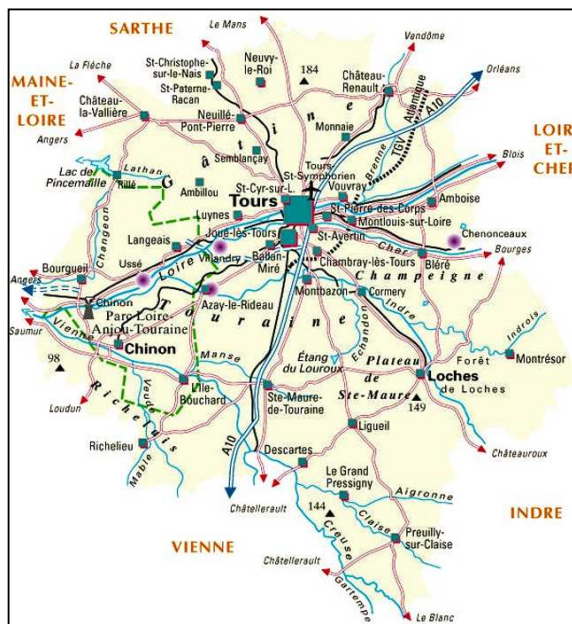 SARTHE
Le Mans
Vendôme
La Flèche
St-Christophe-
sur-le-Nais
Neuvy-
le-Roi
184
Château-
Renault
Orléans
MAINE-
ET-
LOIRE
St-Paterne-
Racan
Château-
la-Vallière
Neuillé-
Pont-Pierre
Monnaie
Atlantique
TGV
A10
Angers
Semblançay
Brenne
LOIR
ET-
CHER
Gâtine
Tours
St-Symphorien
Blois
Lac de
Pincemaille
Lathan
Rillé
Ambillou
St-Cyr-sur-L.
Vouvray
Tours
St-Pierre des Corps
Amboise
Luynes
Montlouis-sur-Loire
Joué-lès-Tours
St-Avertin
Chenonceaux
Changeon
Langeais
Villandry
Ballan-
Miré
Chambray-lès-Tours
Cher
Bléré
Bourges
Ussé
Loire
Champeigne
Bourgueil
Angers
Azay-le-Rideau
Montbazon
Cormery
Chinon
Parc Loire-
Anjou-Touraine
Touraine
Indre
Indrois
Saumur
Vienne
Echandon
Chinon
Manse
Étang
du Louroux
Plateau
de
Ste-Maure
Forêt
de Loches
Montrésor
98
Loches
L'Île-
Bouchard
Ste-Maure-
de-Touraine
149
Loudun
Richelais
Veude
Ligueil
Richelieu
Mable
A10
Descartes
Châteauroux
Le Grand
Pressigny
Aigronne
Châtellerault
144
Claise
INDRE
VIENNE
Creuse
Preuilly-
sur-Claise
Châtellerault
Gartempe
Le Blanc